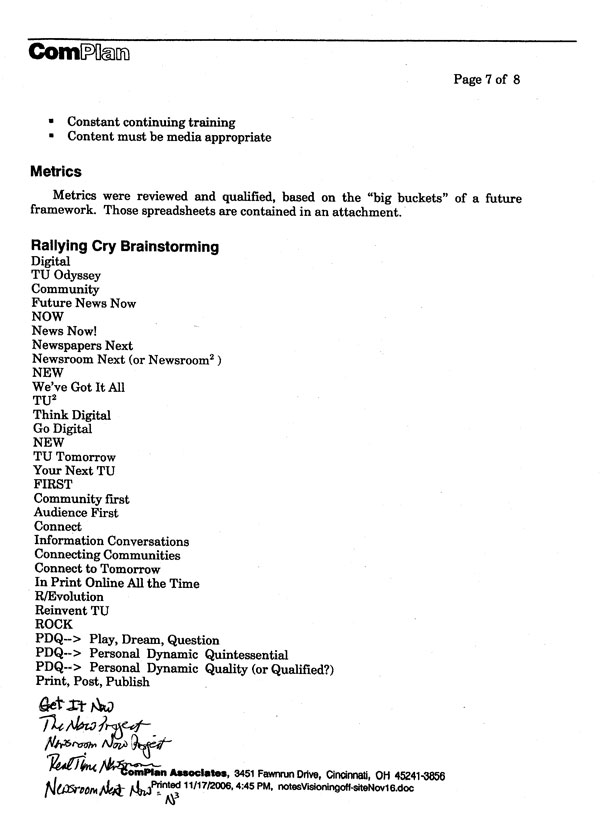 ComPlan
Page 7 of 8
▪ Constant continuing training
▪ Content must be media appropriate
Metrics
Metrics were reviewed and qualified, based on the “big buckets” of a future
framework. Those spreadsheets are contained in an attachment.
Rallying Cry Brainstorming
Digital
TU Odyssey
Community
Future News Now
NOW
News Now!
Newspapers Next
Newsroom Next (or Newsroom² )
NEW
We’ve Got It All
TU²
Think Digital
Go Digital
NEW
TU Tomorrow
Your Next TU
FIRST
Community first
Audience First
Connect
Information Conversations
Connecting Communities
Connect to Tomorrow
In Print Online All the Time
R/Evolution
Reinvent TU
ROCK
PDQ--> Play, Dream, Question
PDQ--> Personal Dynamic Quintessential
PDQ--> Personal Dynamic Quality (or Qualified?)
Print, Post, Publish
Get It Now
The Now Project
Newsroom Now Project
Real Time Newsroom
ComPlan Associates, 3451 Fawnrun Drive, Cincinnati, OH 45241-3856
Newsroom Next Now = N³
Printed 11/17/2006, 4:45 PM, notesVisioningoff-siteNov16.doc